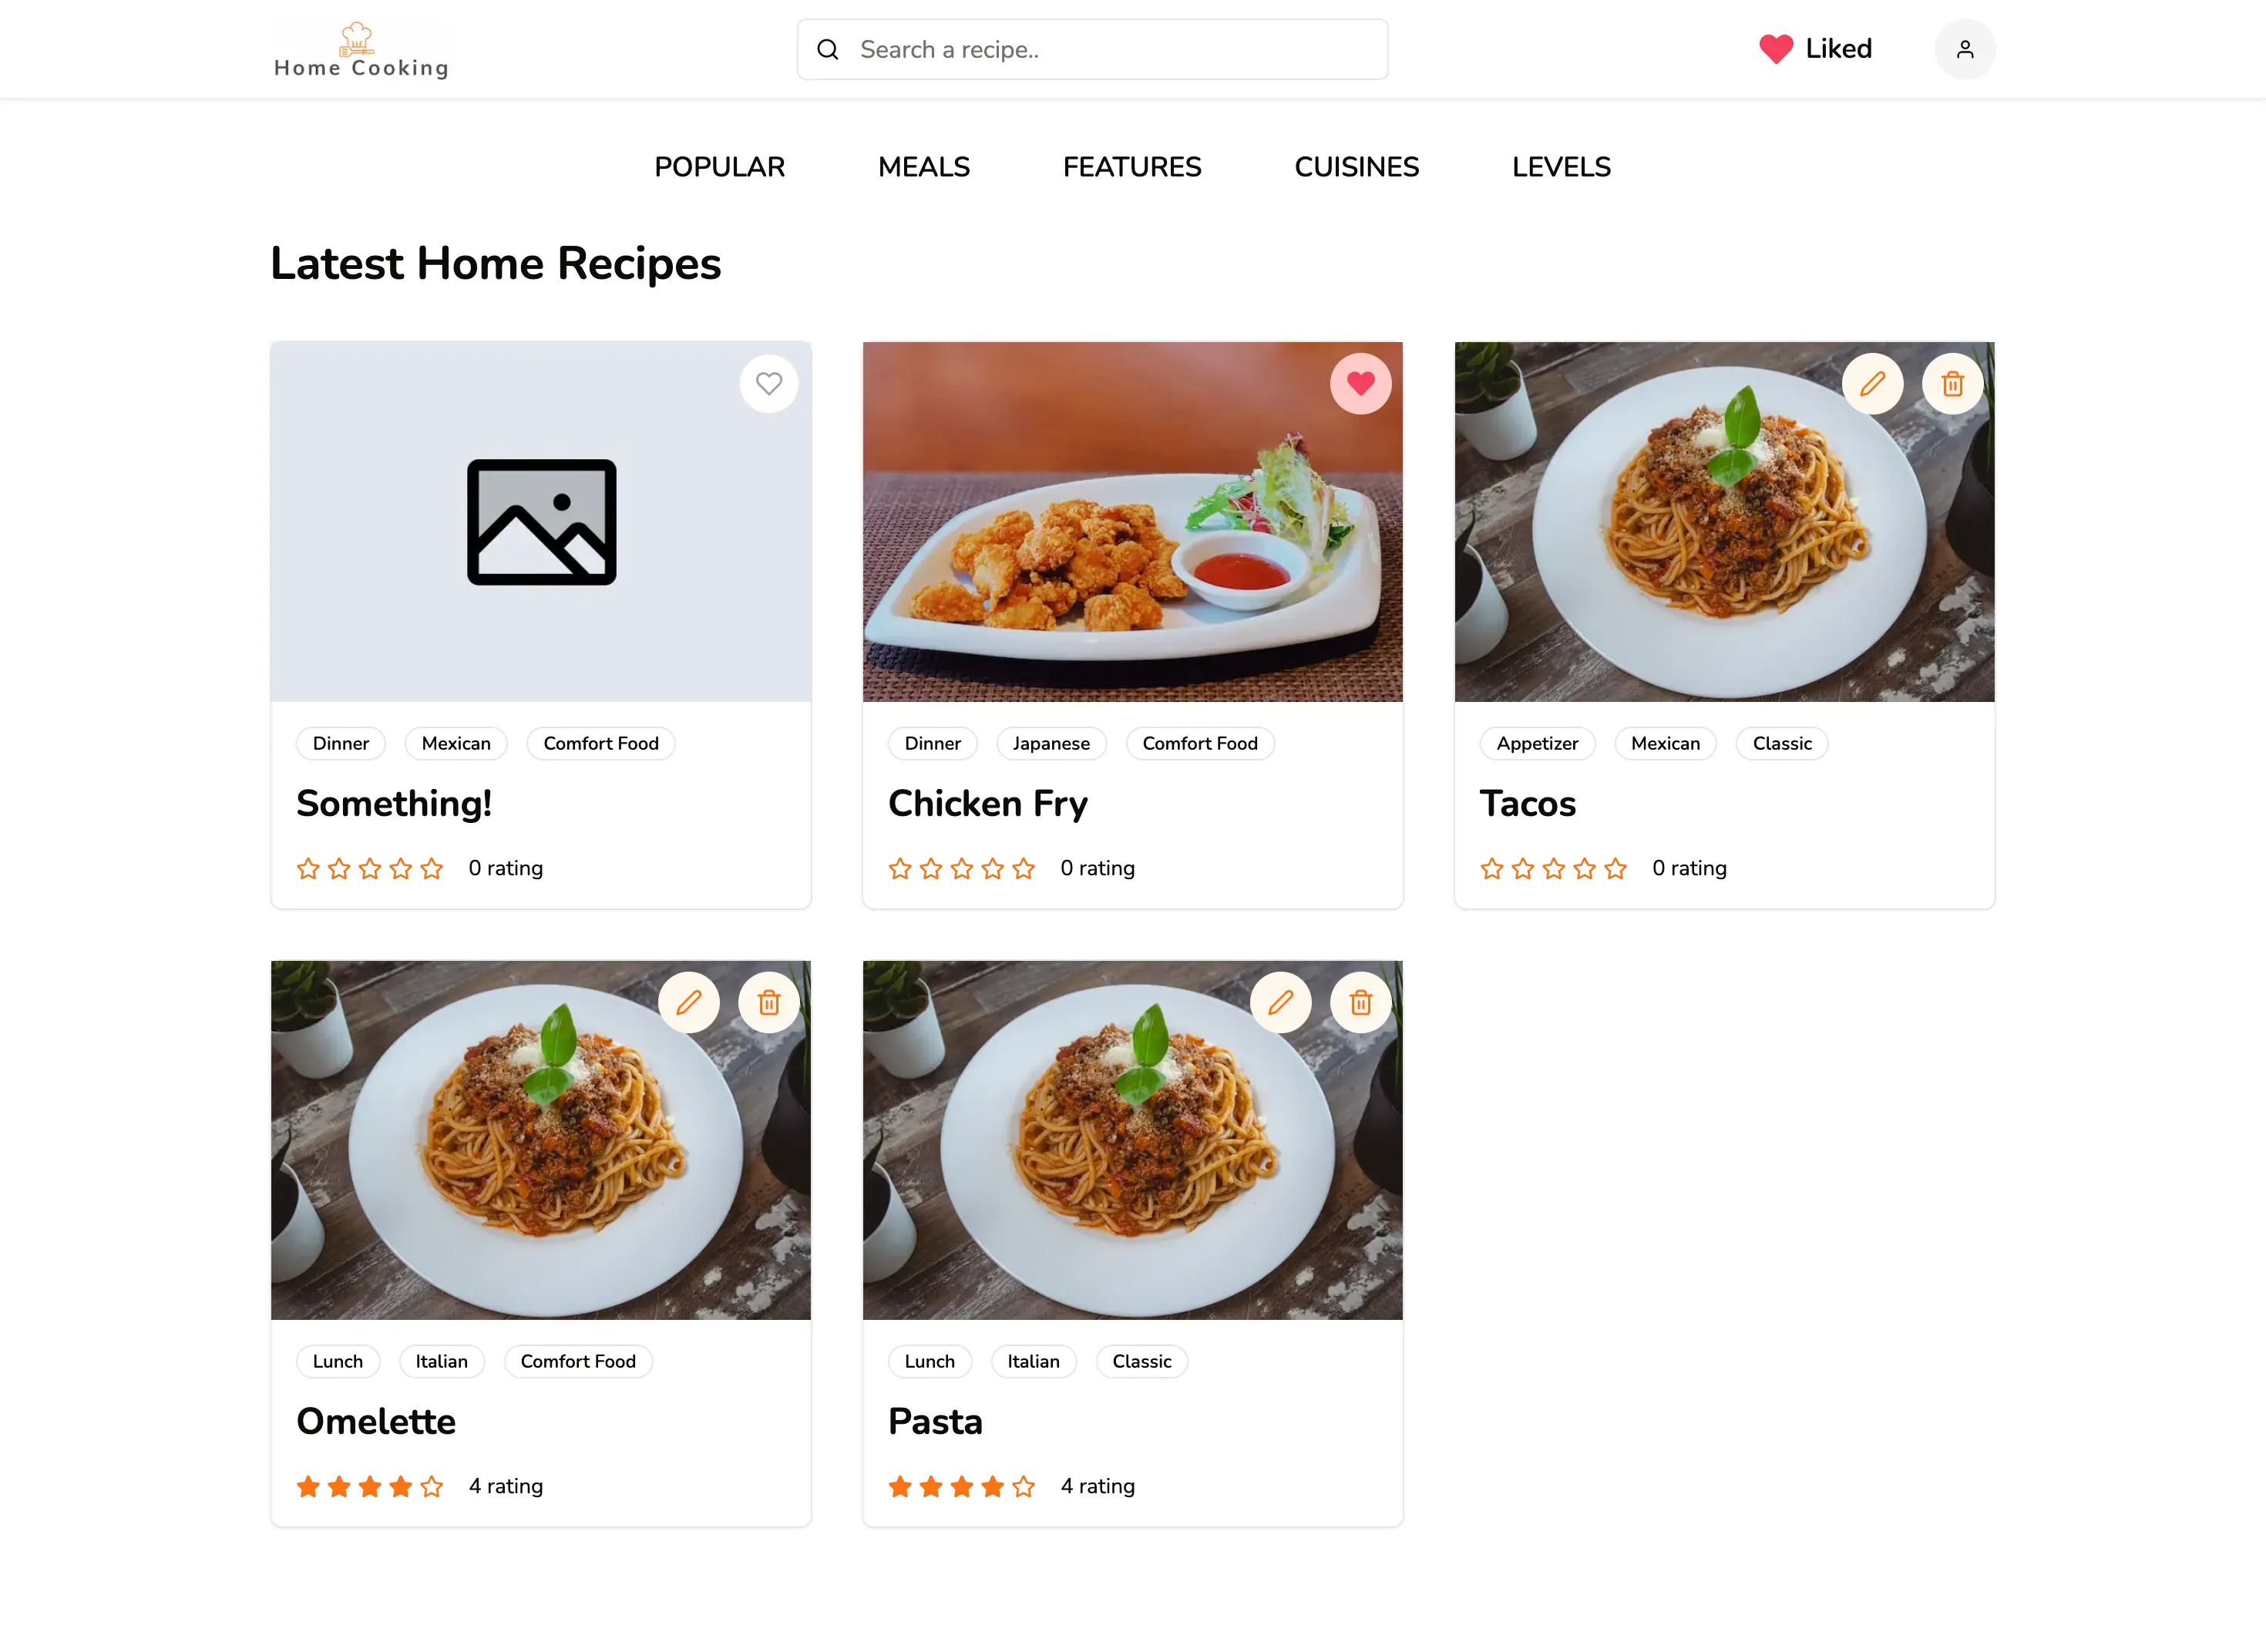 Home Cooking
Search a recipe..
Liked
POPULAR MEALS FEATURES CUISINES LEVELS
Latest Home Recipes
Dinner Mexican Comfort Food
Something!
0 rating
Dinner Japanese Comfort Food
Chicken Fry
0 rating
Appetizer Mexican Classic
Tacos
0 rating
Lunch Italian Comfort Food
Omelette
4 rating
Lunch Italian Classic
Pasta
4 rating